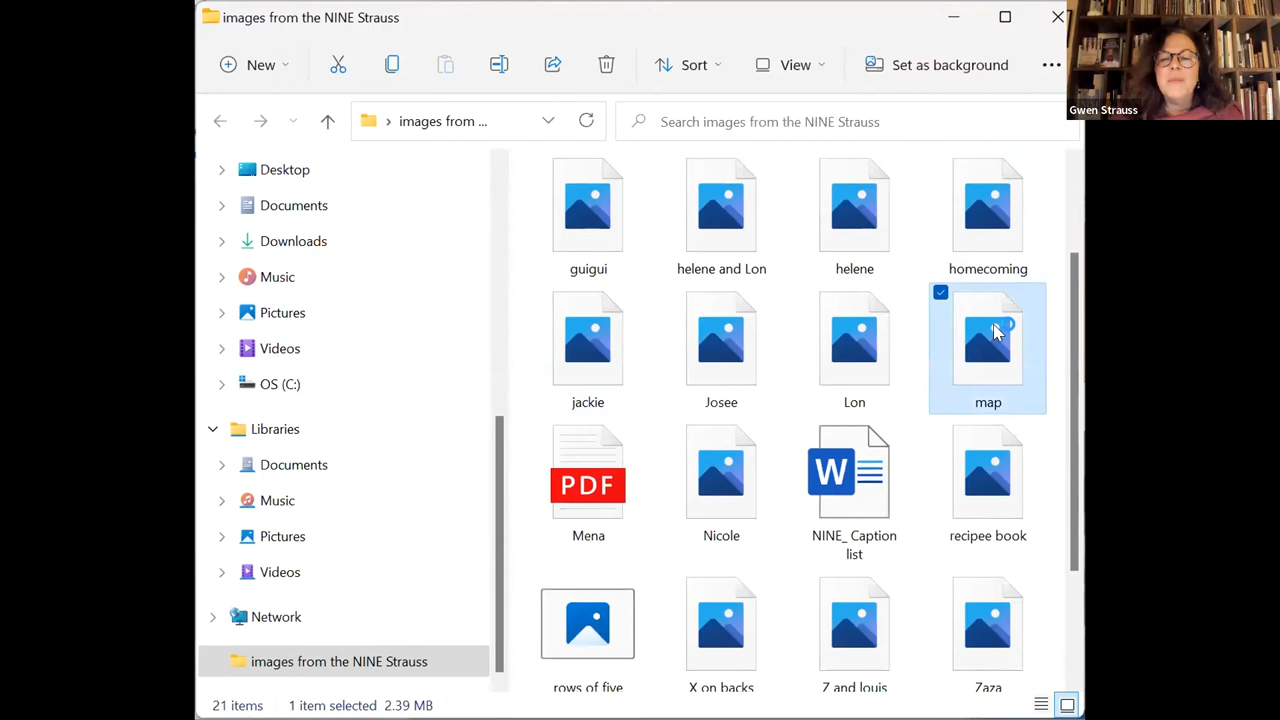 images from the NINE Strauss
New
Sort
View
Set as background
images from ...
Search images from the NINE Strauss
Gwen Strauss
Desktop
Documents
Downloads
Music
Pictures
Videos
OS (C:)
Libraries
Documents
Music
Pictures
Videos
Network
images from the NINE Strauss
guigui
helene and Lon
helene
homecoming
jackie
Josee
Lon
map
PDF
W
Mena
Nicole
NINE_ Caption
list
recipee book
rows of five
X on backs
Z and louis
Zaza
21 items
1 item selected 2.39 MB